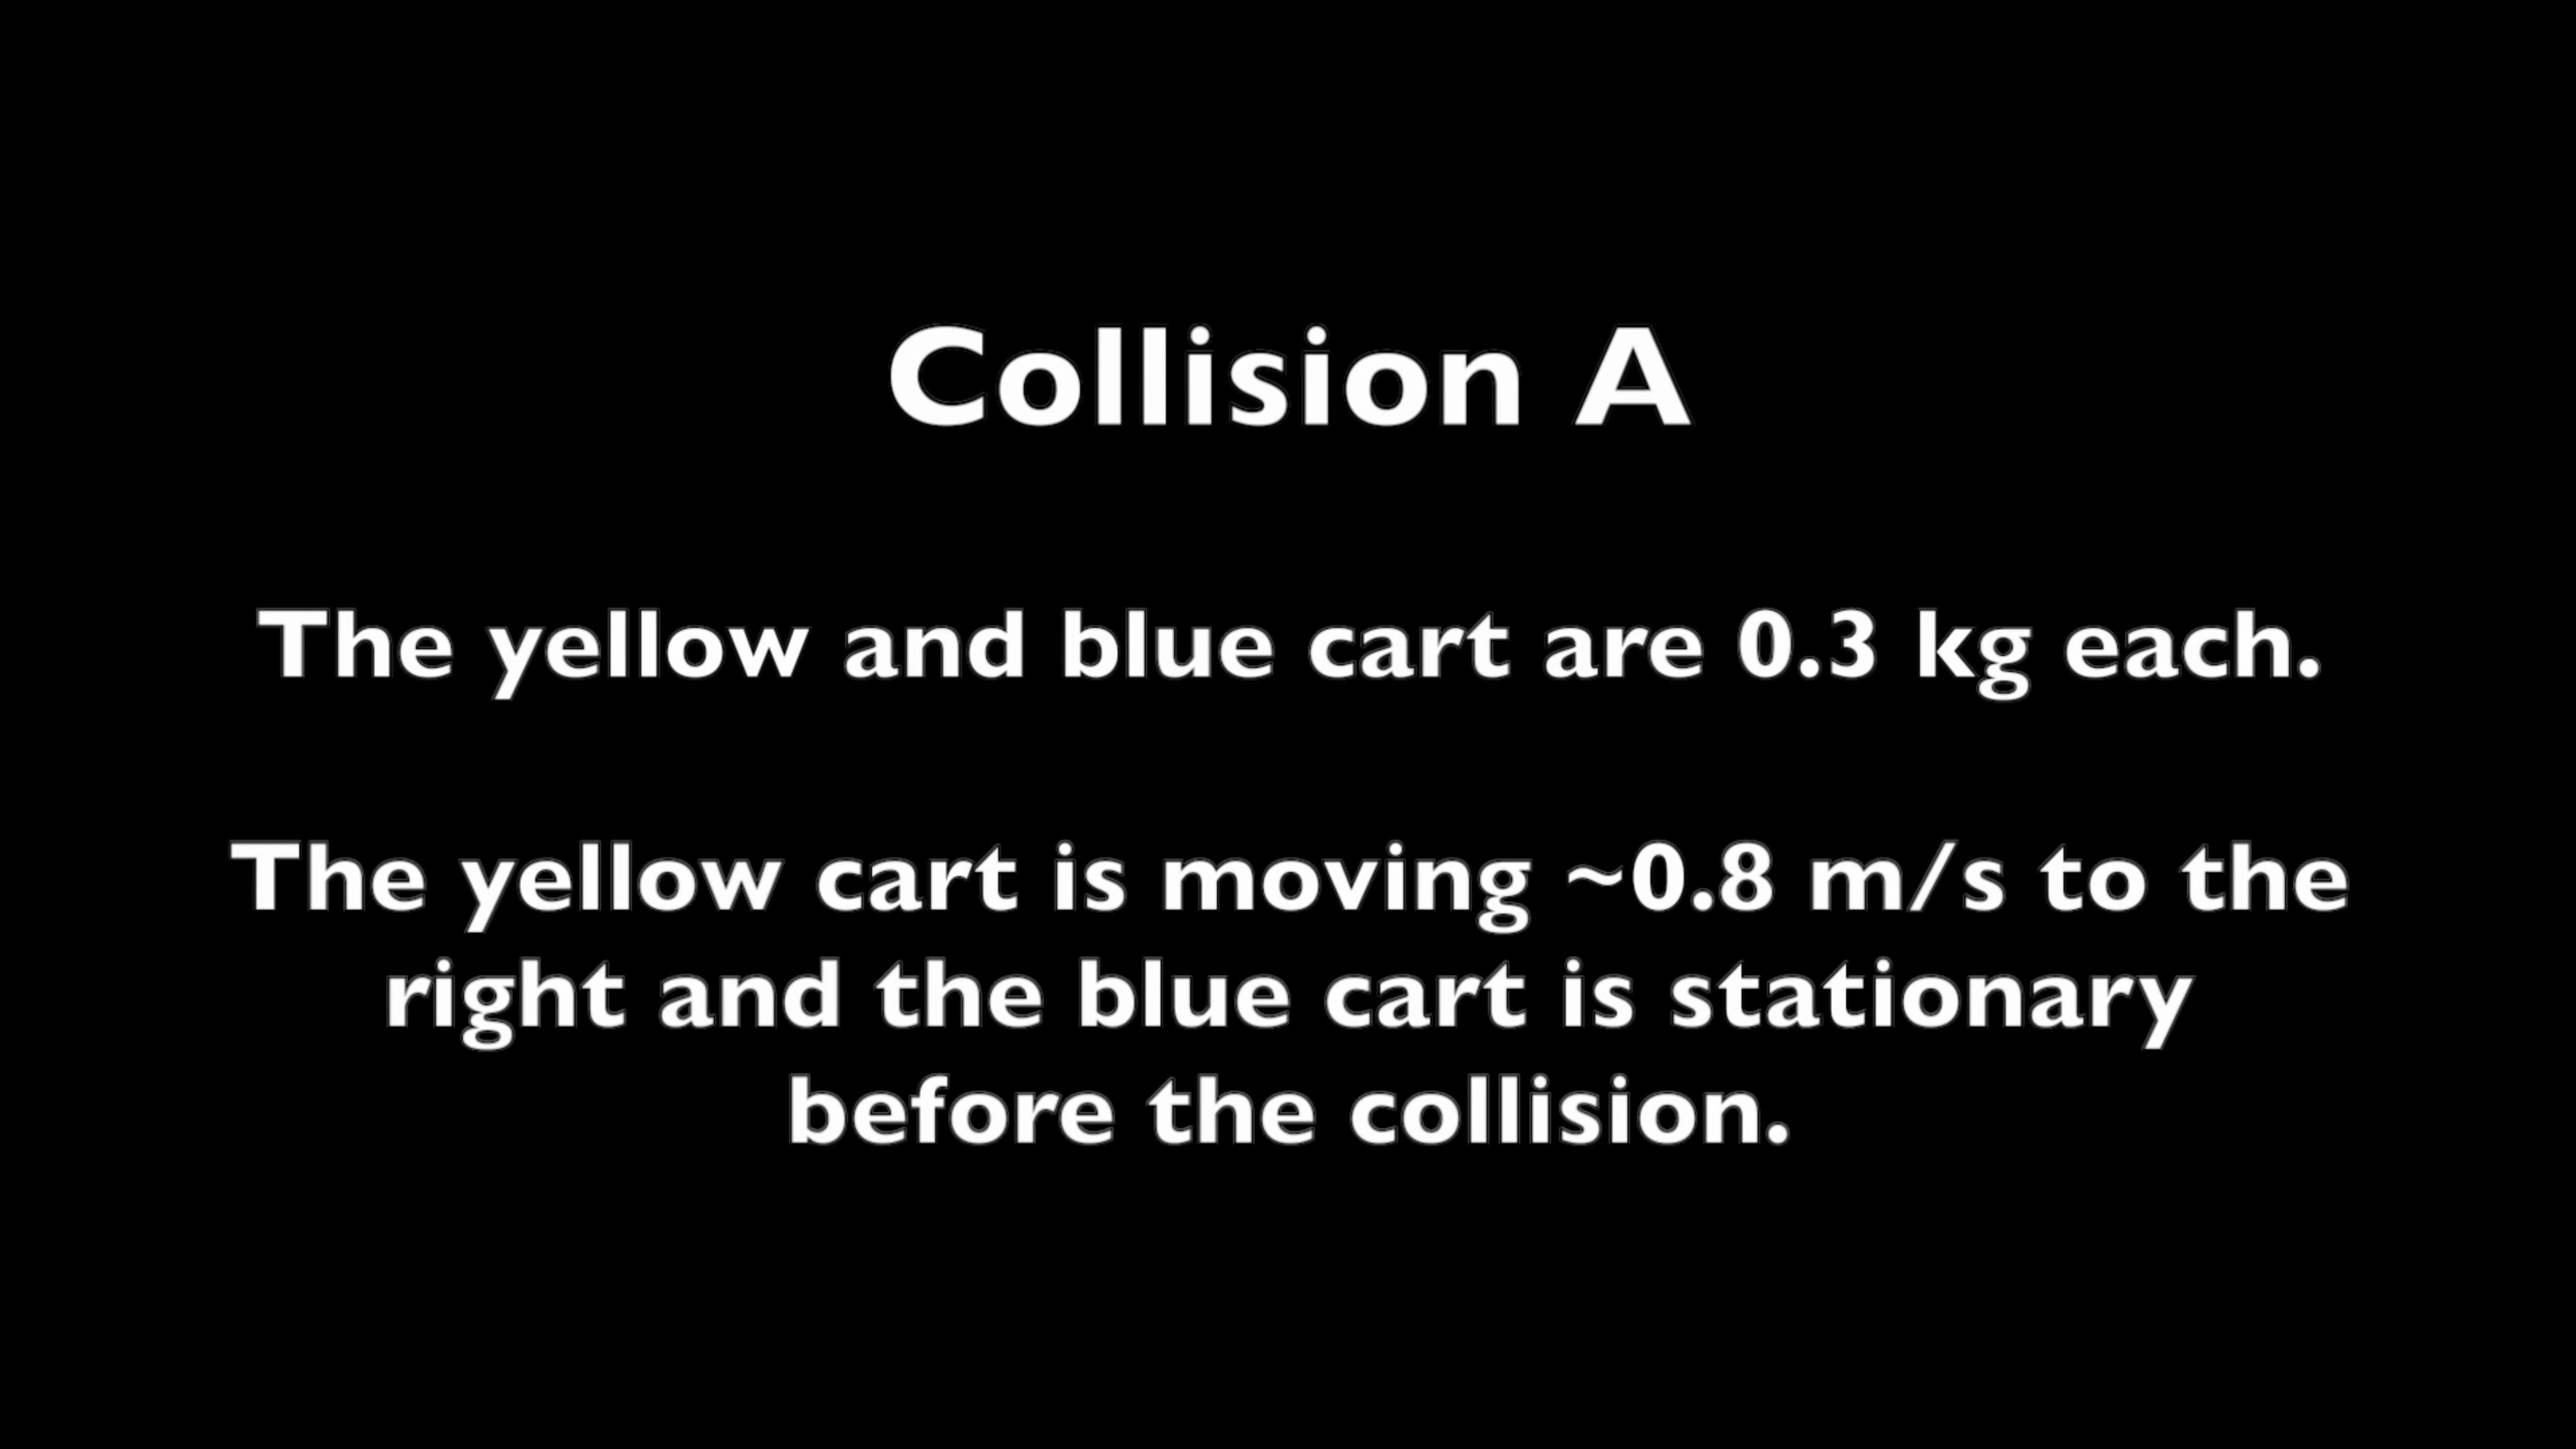 Collision A
The yellow and blue cart are 0.3 kg each.
The yellow cart is moving ~0.8 m/s to the
right and the blue cart is stationary
before the collision.